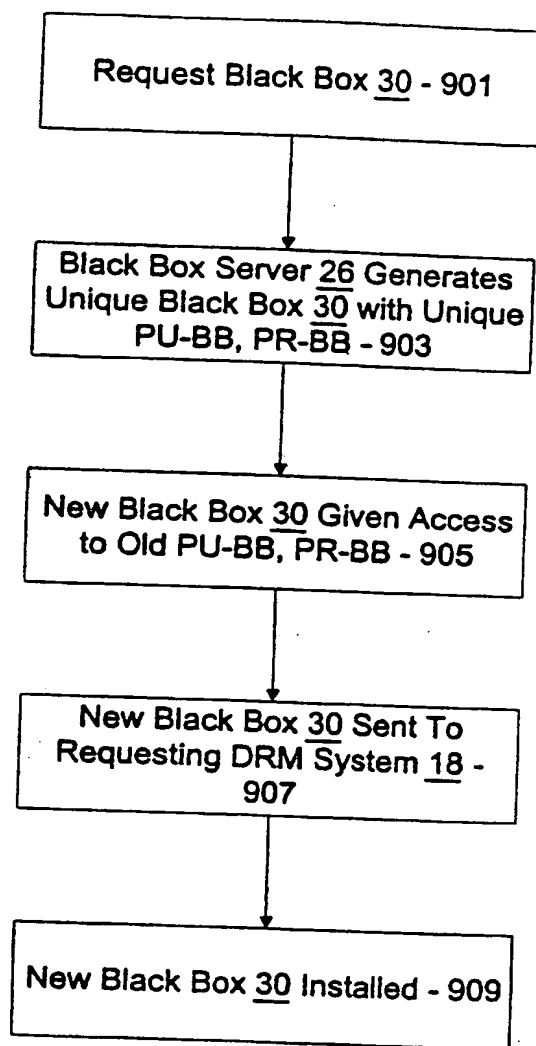 Request Black Box 30 - 901
Black Box Server 26 Generates
Unique Black Box 30 with Unique
PU-BB, PR-BB - 903
New Black Box 30 Given Access
to Old PU-BB, PR-BB - 905
New Black Box 30 Sent To
Requesting DRM System 18 -
907
New Black Box 30 Installed - 909